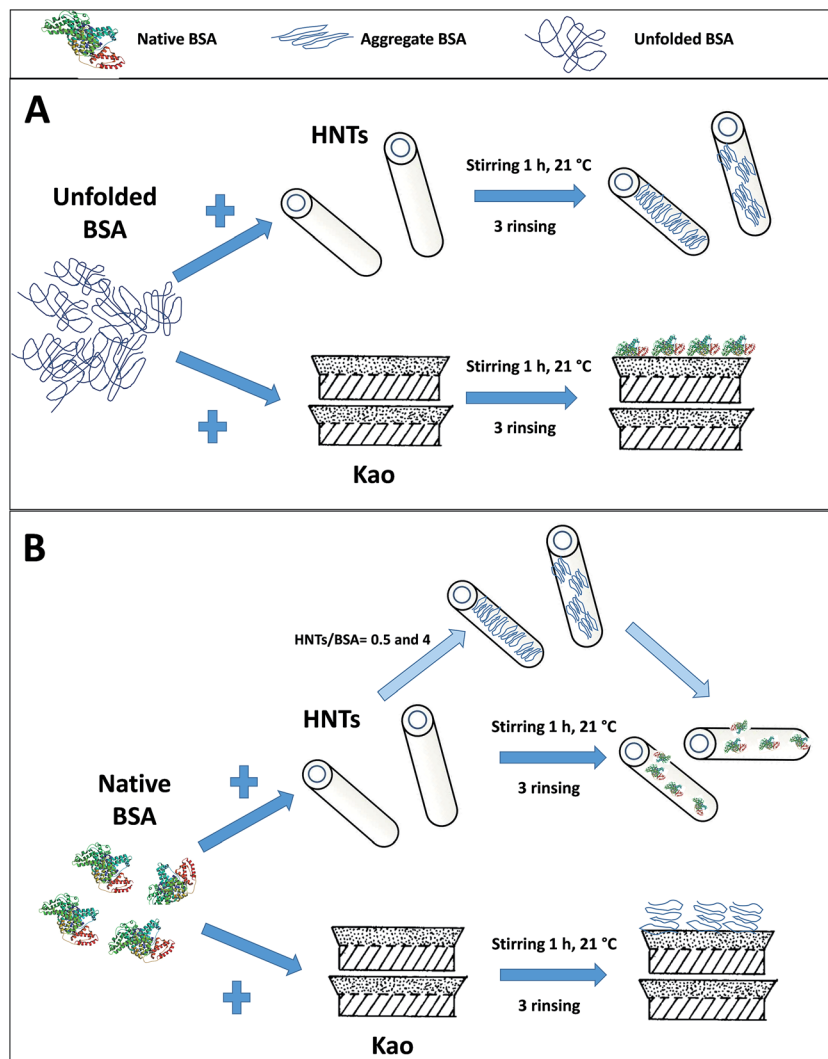 Native BSA
Aggregate BSA
Unfolded BSA
A
HNTs
Stirring 1 h, 21 °C
3 rinsing
Unfolded
BSA
Stirring 1 h, 21 °C
3 rinsing
Kao
B
HNTs/BSA= 0.5 and 4
HNTs
Stirring 1 h, 21 °C
3 rinsing
Native
BSA
Stirring 1 h, 21 °C
3 rinsing
Kao